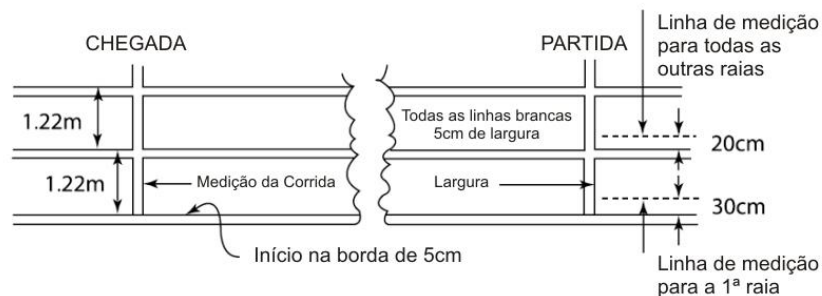 CHEGADA
PARTIDA
Linha de medição
para todas as
outras raias
1.22m
Todas as linhas brancas
5cm de largura
20cm
1.22m
Medição da Corrida
Largura
30cm
Início na borda de 5cm
Linha de medição
para a 1ª raia